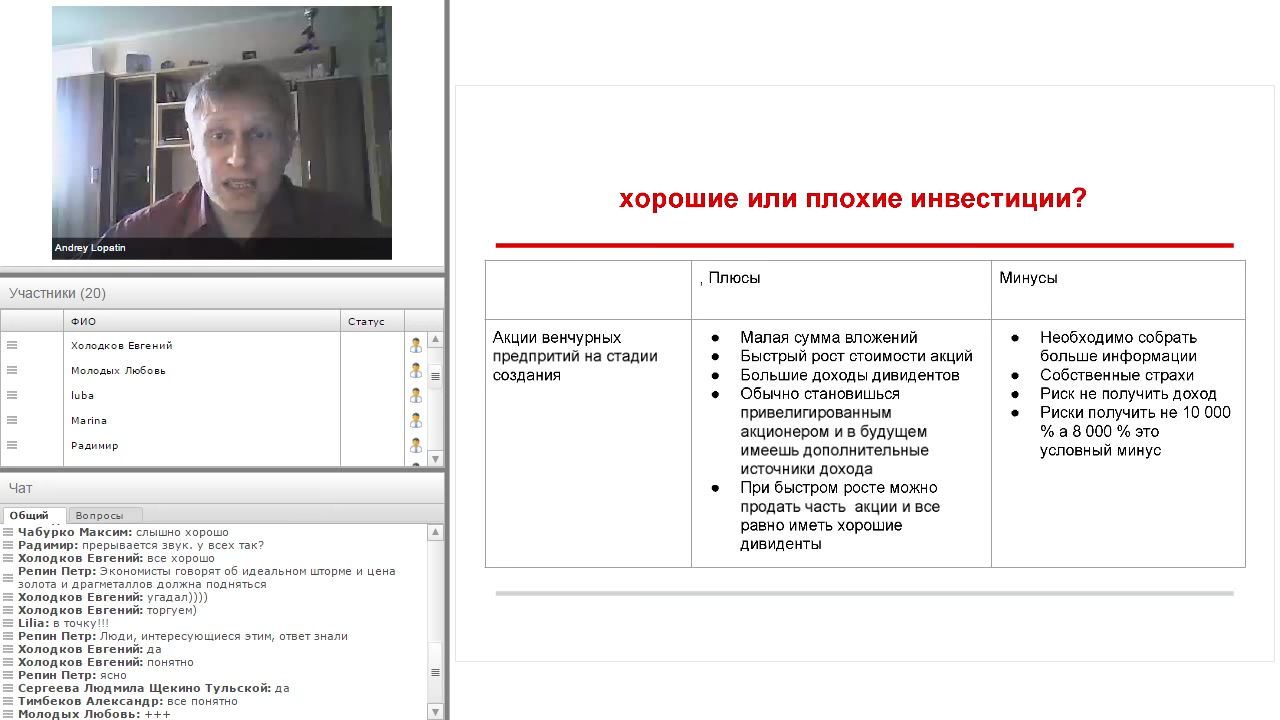 Andrey Lopatin
Участники (20)
ФИО
Статус
Холодков Евгений
Молодых Любовь
luba
Marina
Радимир
Чат
Общий
Вопросы
Чабурко Максим: слышно хорошо
Радимир: прерывается звук. у всех так?
Холодков Евгений: все хорошо
Репин Петр: Экономисты говорят об идеальном шторме и цена
золота и драгметаллов должна подняться
Холодков Евгений: угадал))))
Холодков Евгений: торгуем)
Lilia: в точку!!!
Репин Петр: Люди, интересующиеся этим, ответ знали
Холодков Евгений: да
Холодков Евгений: понятно
Репин Петр: ясно
Сергеева Людмила Щекино Тульской: да
Тимбеков Александр: все понятно
Молодых Любовь: +++
хорошие или плохие инвестиции?
, Плюсы
Минусы
Акции венчурных
предпритий на стадии
создания
● Малая сумма вложений
● Быстрый рост стоимости акций
● Большие доходы дивидентов
● Обычно становишься
привелигированным
акционером и в будущем
имеешь дополнительные
источники дохода
● При быстром росте можно
продать часть акции и все
равно иметь хорошие
дивиденты
● Необходимо собрать
больше информации
● Собственные страхи
● Риск не получить доход
● Риски получить не 10 000
% а 8 000 % это
условный минус